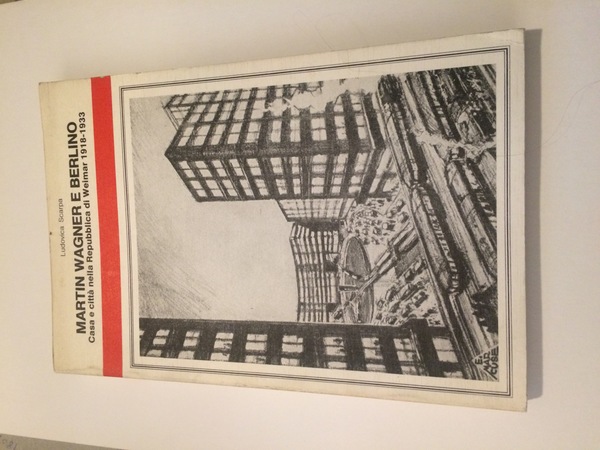 Ludovica Scarpa
MARTIN WAGNER E BERLINO
Casa e città nella Repubblica di Weimar 1918-1933